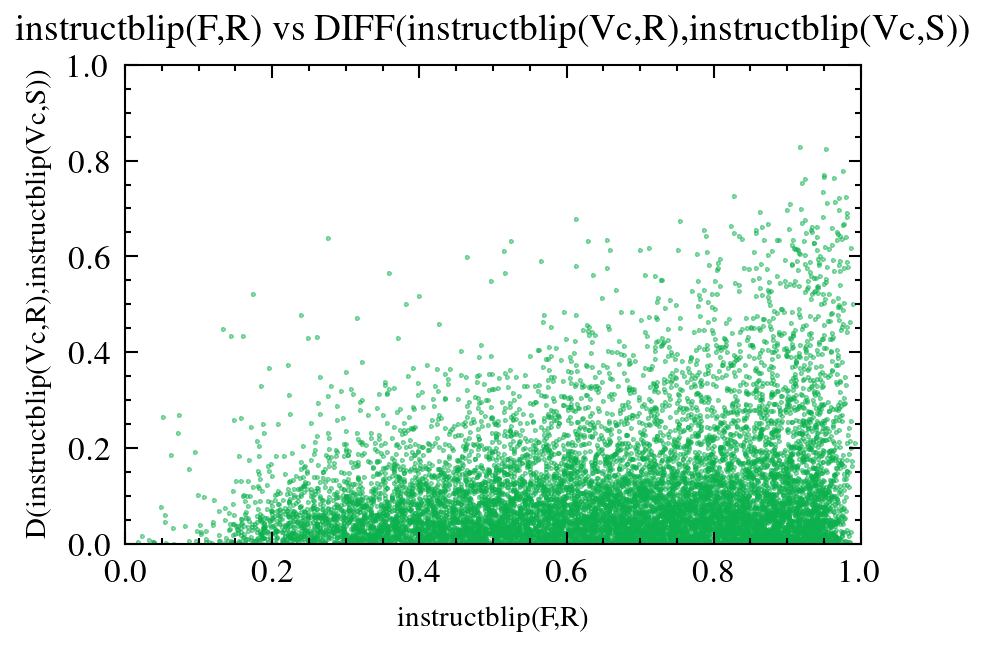 instructblip(F,R) vs DIFF(instructblip(Vc,R),instructblip(Vc,S))
D(instructblip(Vc,R),instructblip(Vc,S))
1.0
0.8
0.6
0.4
0.2
0.0
0.0 0.2 0.4 0.6 0.8 1.0
instructblip(F,R)